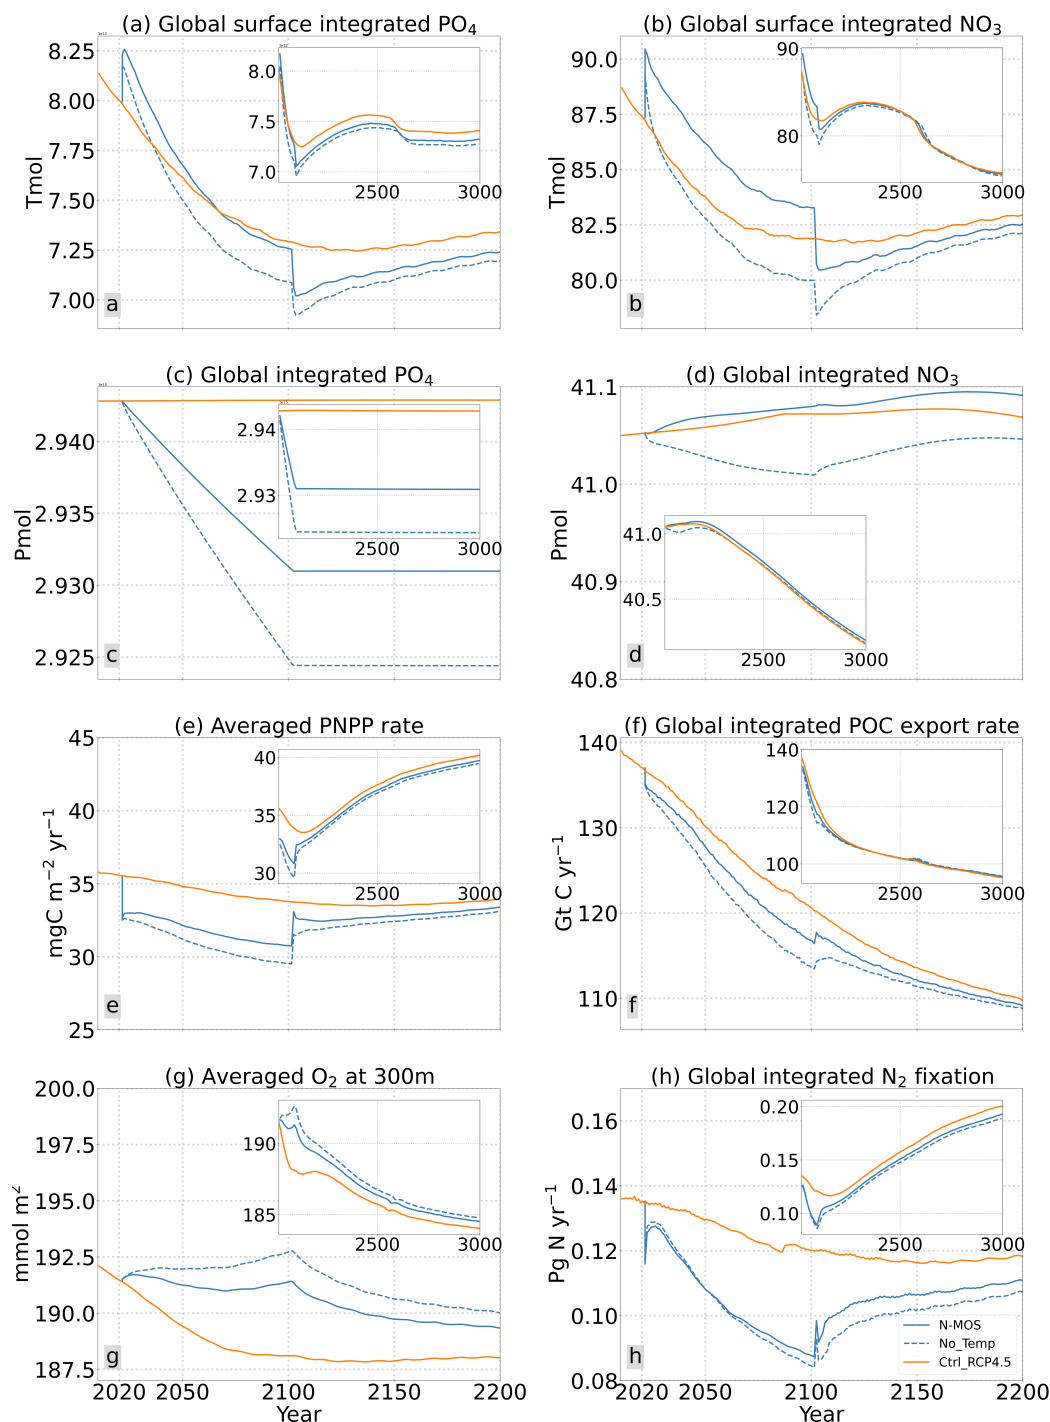 (a) Global surface integrated PO₄
1e12
8.25
8.00
7.75
7.50
7.25
7.00
Tmol
2020
2050
2100
2150
2200
8.0
7.5
7.0
2500
3000
a
(b) Global surface integrated NO₃
90.0
87.5
85.0
82.5
80.0
Tmol
90
80
2500
3000
b
(c) Global integrated PO₄
2.940
2.935
2.930
2.925
Pmol
2.94
2.93
2500
3000
c
(d) Global integrated NO₃
41.1
41.0
40.9
40.8
Pmol
41.0
40.5
2500
3000
d
(e) Averaged PNPP rate
45
40
35
30
25
mgC m⁻² yr⁻¹
40
35
30
2500
3000
e
(f) Global integrated POC export rate
140
130
120
110
Gt C yr⁻¹
140
120
100
2500
3000
f
(g) Averaged O₂ at 300m
200.0
197.5
195.0
192.5
190.0
187.5
mmol m²
190
185
2500
3000
g
2020 2050 2100 2150 2200
Year
(h) Global integrated N₂ fixation
0.16
0.14
0.12
0.10
0.08
Pg N yr⁻¹
0.20
0.15
0.10
2500
3000
h
N-MOS
No_Temp
Ctrl_RCP4.5
2020 2050 2100 2150 2200
Year